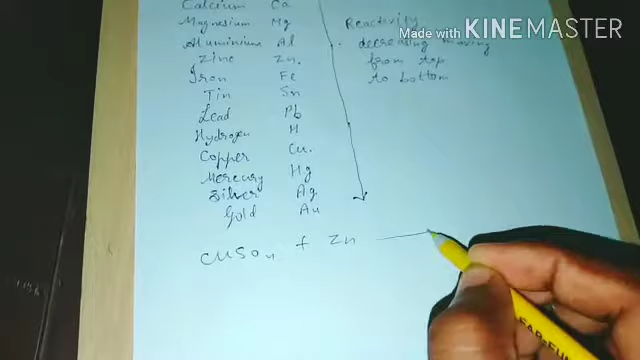 Calcium Ca
Magnesium Mg
Aluminium Al
Zinc Zn.
Iron Fe
Tin Sn
Lead Pb
Hydrogen H
Copper Cu.
Mercury Hg
Silver Ag
Gold Au
Reactivity
decreasing moving
from top
to bottom
CuSO4 + Zn
Made with KINEMASTER